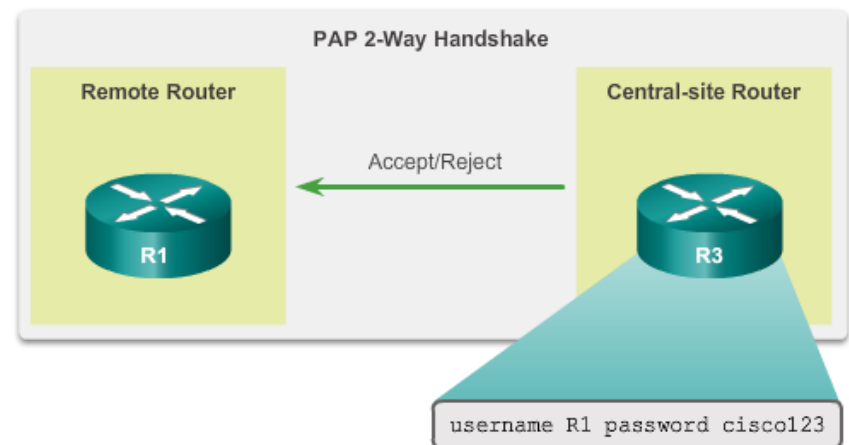 PAP 2-Way Handshake
Remote Router
Central-site Router
Accept/Reject
R1
R3
username R1 password cisco123